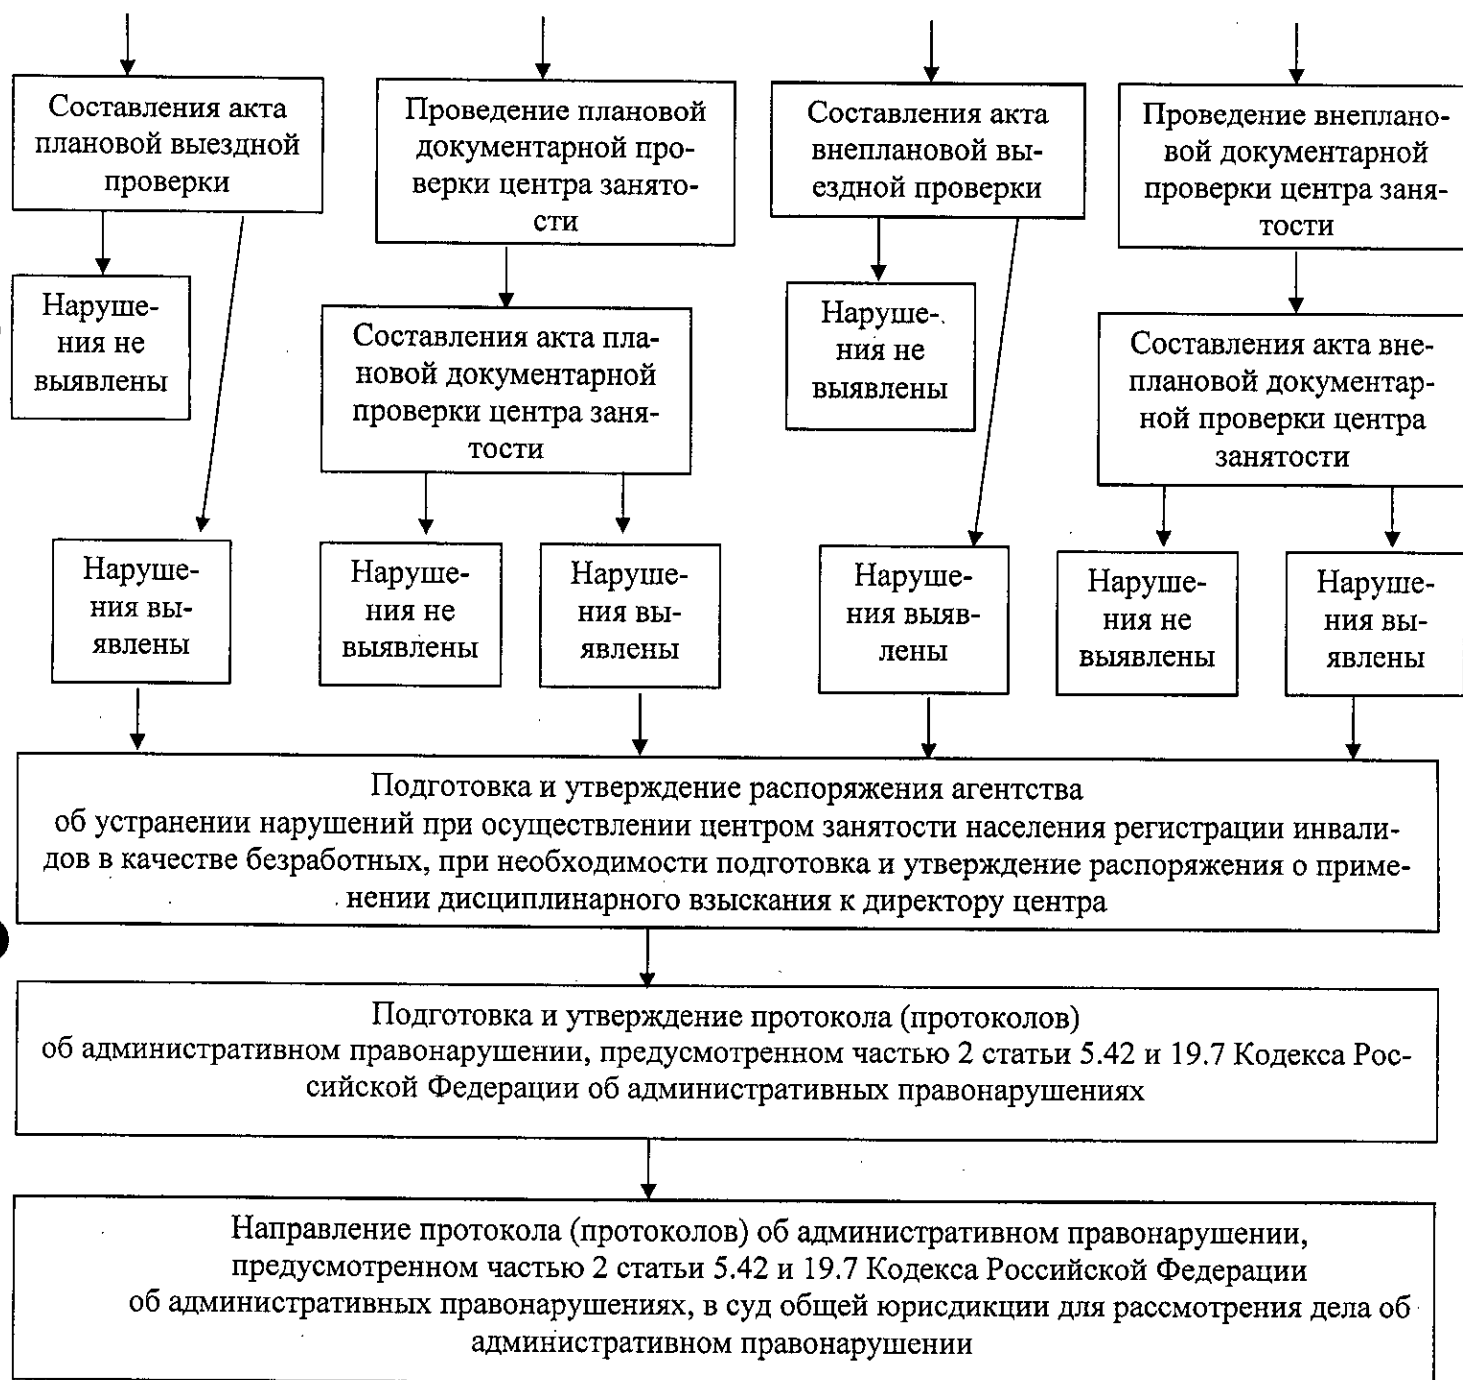 Составления акта
плановой выездной
проверки
Проведение плановой
документарной про-
верки центра занято-
сти
Составления акта
внеплановой вы-
ездной проверки
Проведение внеплано-
вой документарной
проверки центра заня-
тости
Наруше-
ния не
выявлены
Составления акта пла-
новой документарной
проверки центра заня-
тости
Наруше-
ния не
выявлены
Составления акта вне-
плановой документар-
ной проверки центра
занятости
Наруше-
ния вы-
явлены
Наруше-
ния не
выявлены
Наруше-
ния вы-
явлены
Наруше-
ния выяв-
лены
Наруше-
ния не
выявлены
Наруше-
ния вы-
явлены
Подготовка и утверждение распоряжения агентства
об устранении нарушений при осуществлении центром занятости населения регистрации инвали-
дов в качестве безработных, при необходимости подготовка и утверждение распоряжения о приме-
нении дисциплинарного взыскания к директору центра
Подготовка и утверждение протокола (протоколов)
об административном правонарушении, предусмотренном частью 2 статьи 5.42 и 19.7 Кодекса Рос-
сийской Федерации об административных правонарушениях
Направление протокола (протоколов) об административном правонарушении,
предусмотренном частью 2 статьи 5.42 и 19.7 Кодекса Российской Федерации
об административных правонарушениях, в суд общей юрисдикции для рассмотрения дела об
административном правонарушении